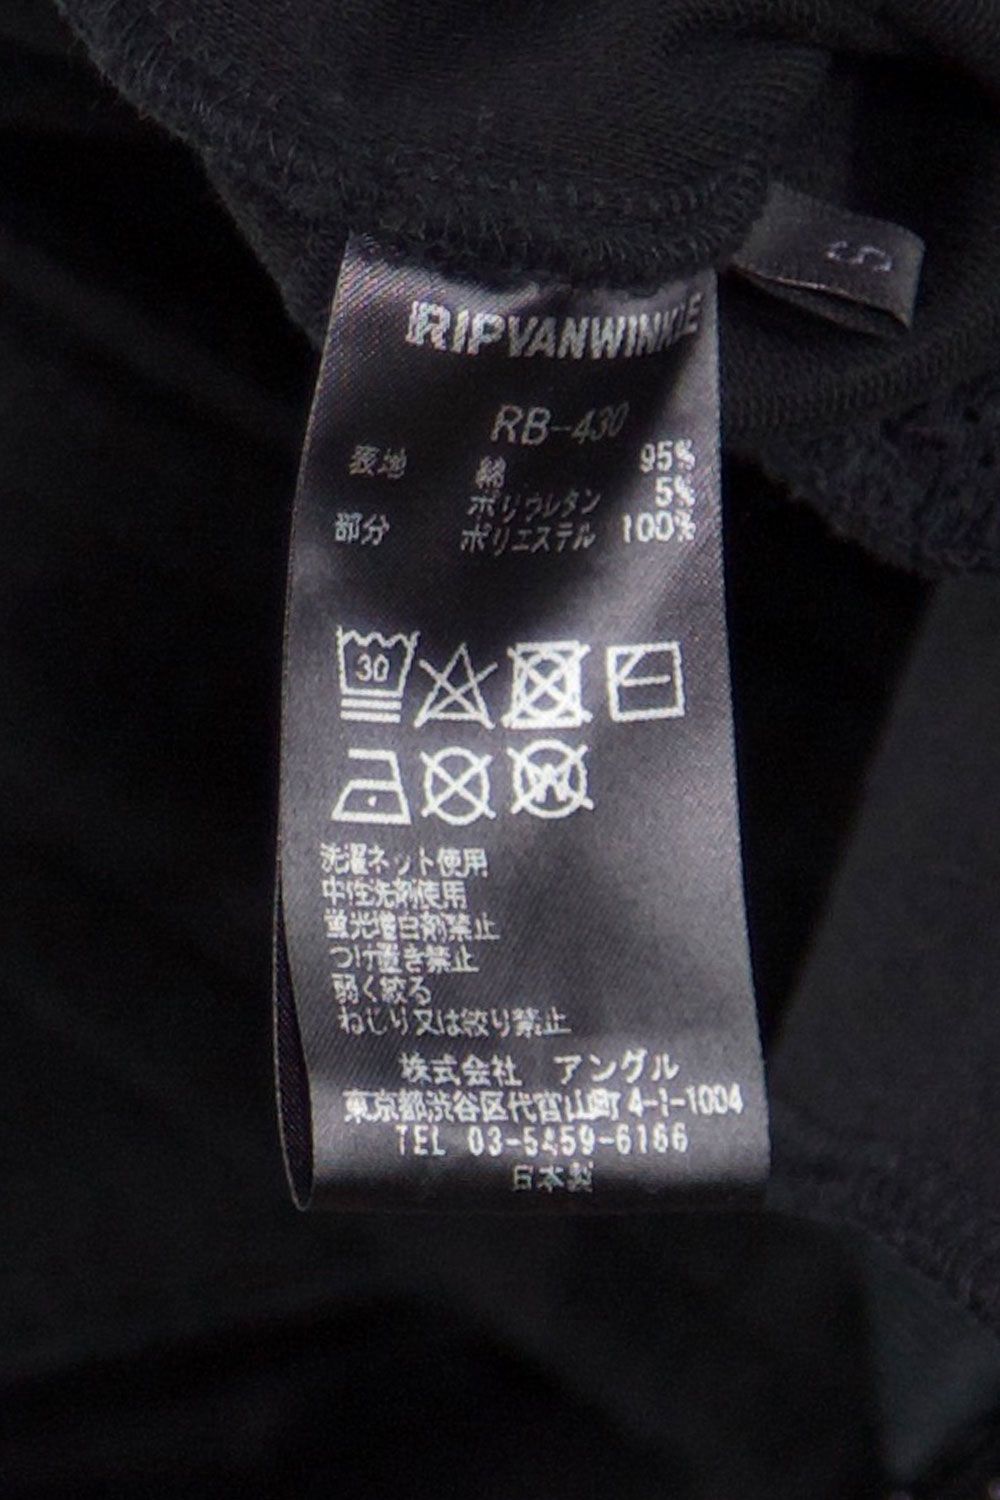 RIPVANWINKLE
S
RB-430
表地 綿 95%
ポリウレタン 5%
部分 ポリエステル 100%
30
W
洗濯ネット使用
中性洗剤使用
蛍光増白剤禁止
つけ置き禁止
弱く絞る
ねじり又は絞り禁止
株式会社 アングル
東京都渋谷区代官山町 4-1-1004
TEL 03-5459-6166
日本製